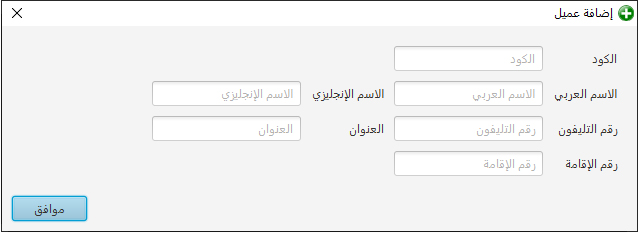 إضافة عميل
الكود الكود
الاسم العربي الاسم العربي الاسم الإنجليزي الاسم الإنجليزي
رقم التليفون رقم التليفون العنوان العنوان
رقم الإقامة رقم الإقامة
موافق